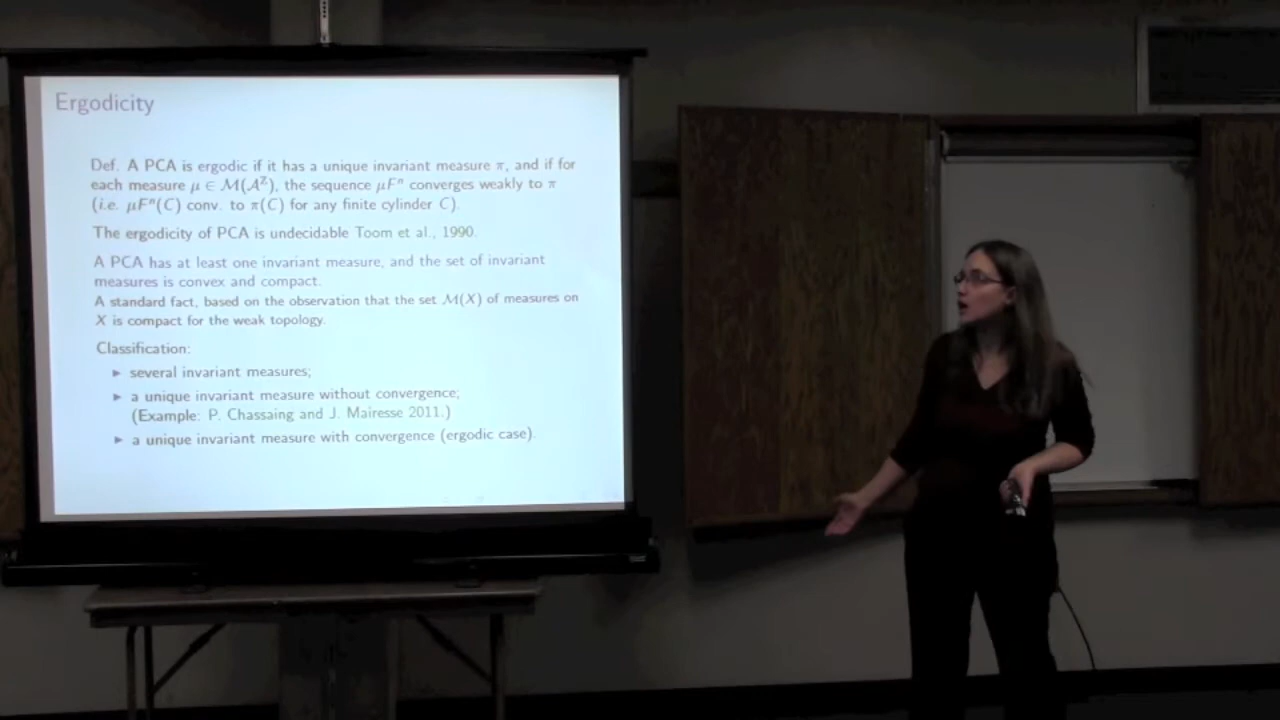 Ergodicity
Def. A PCA is ergodic if it has a unique invariant measure π, and if for
each measure μ ∈ M(A^Z), the sequence μF^n converges weakly to π
(i.e. μF^n(C) conv. to π(C) for any finite cylinder C).
The ergodicity of PCA is undecidable Toom et al., 1990.
A PCA has at least one invariant measure, and the set of invariant
measures is convex and compact.
A standard fact, based on the observation that the set M(X) of measures on
X is compact for the weak topology.
Classification:
▶ several invariant measures;
▶ a unique invariant measure without convergence;
(Example: P. Chassaing and J. Mairesse 2011.)
▶ a unique invariant measure with convergence (ergodic case).